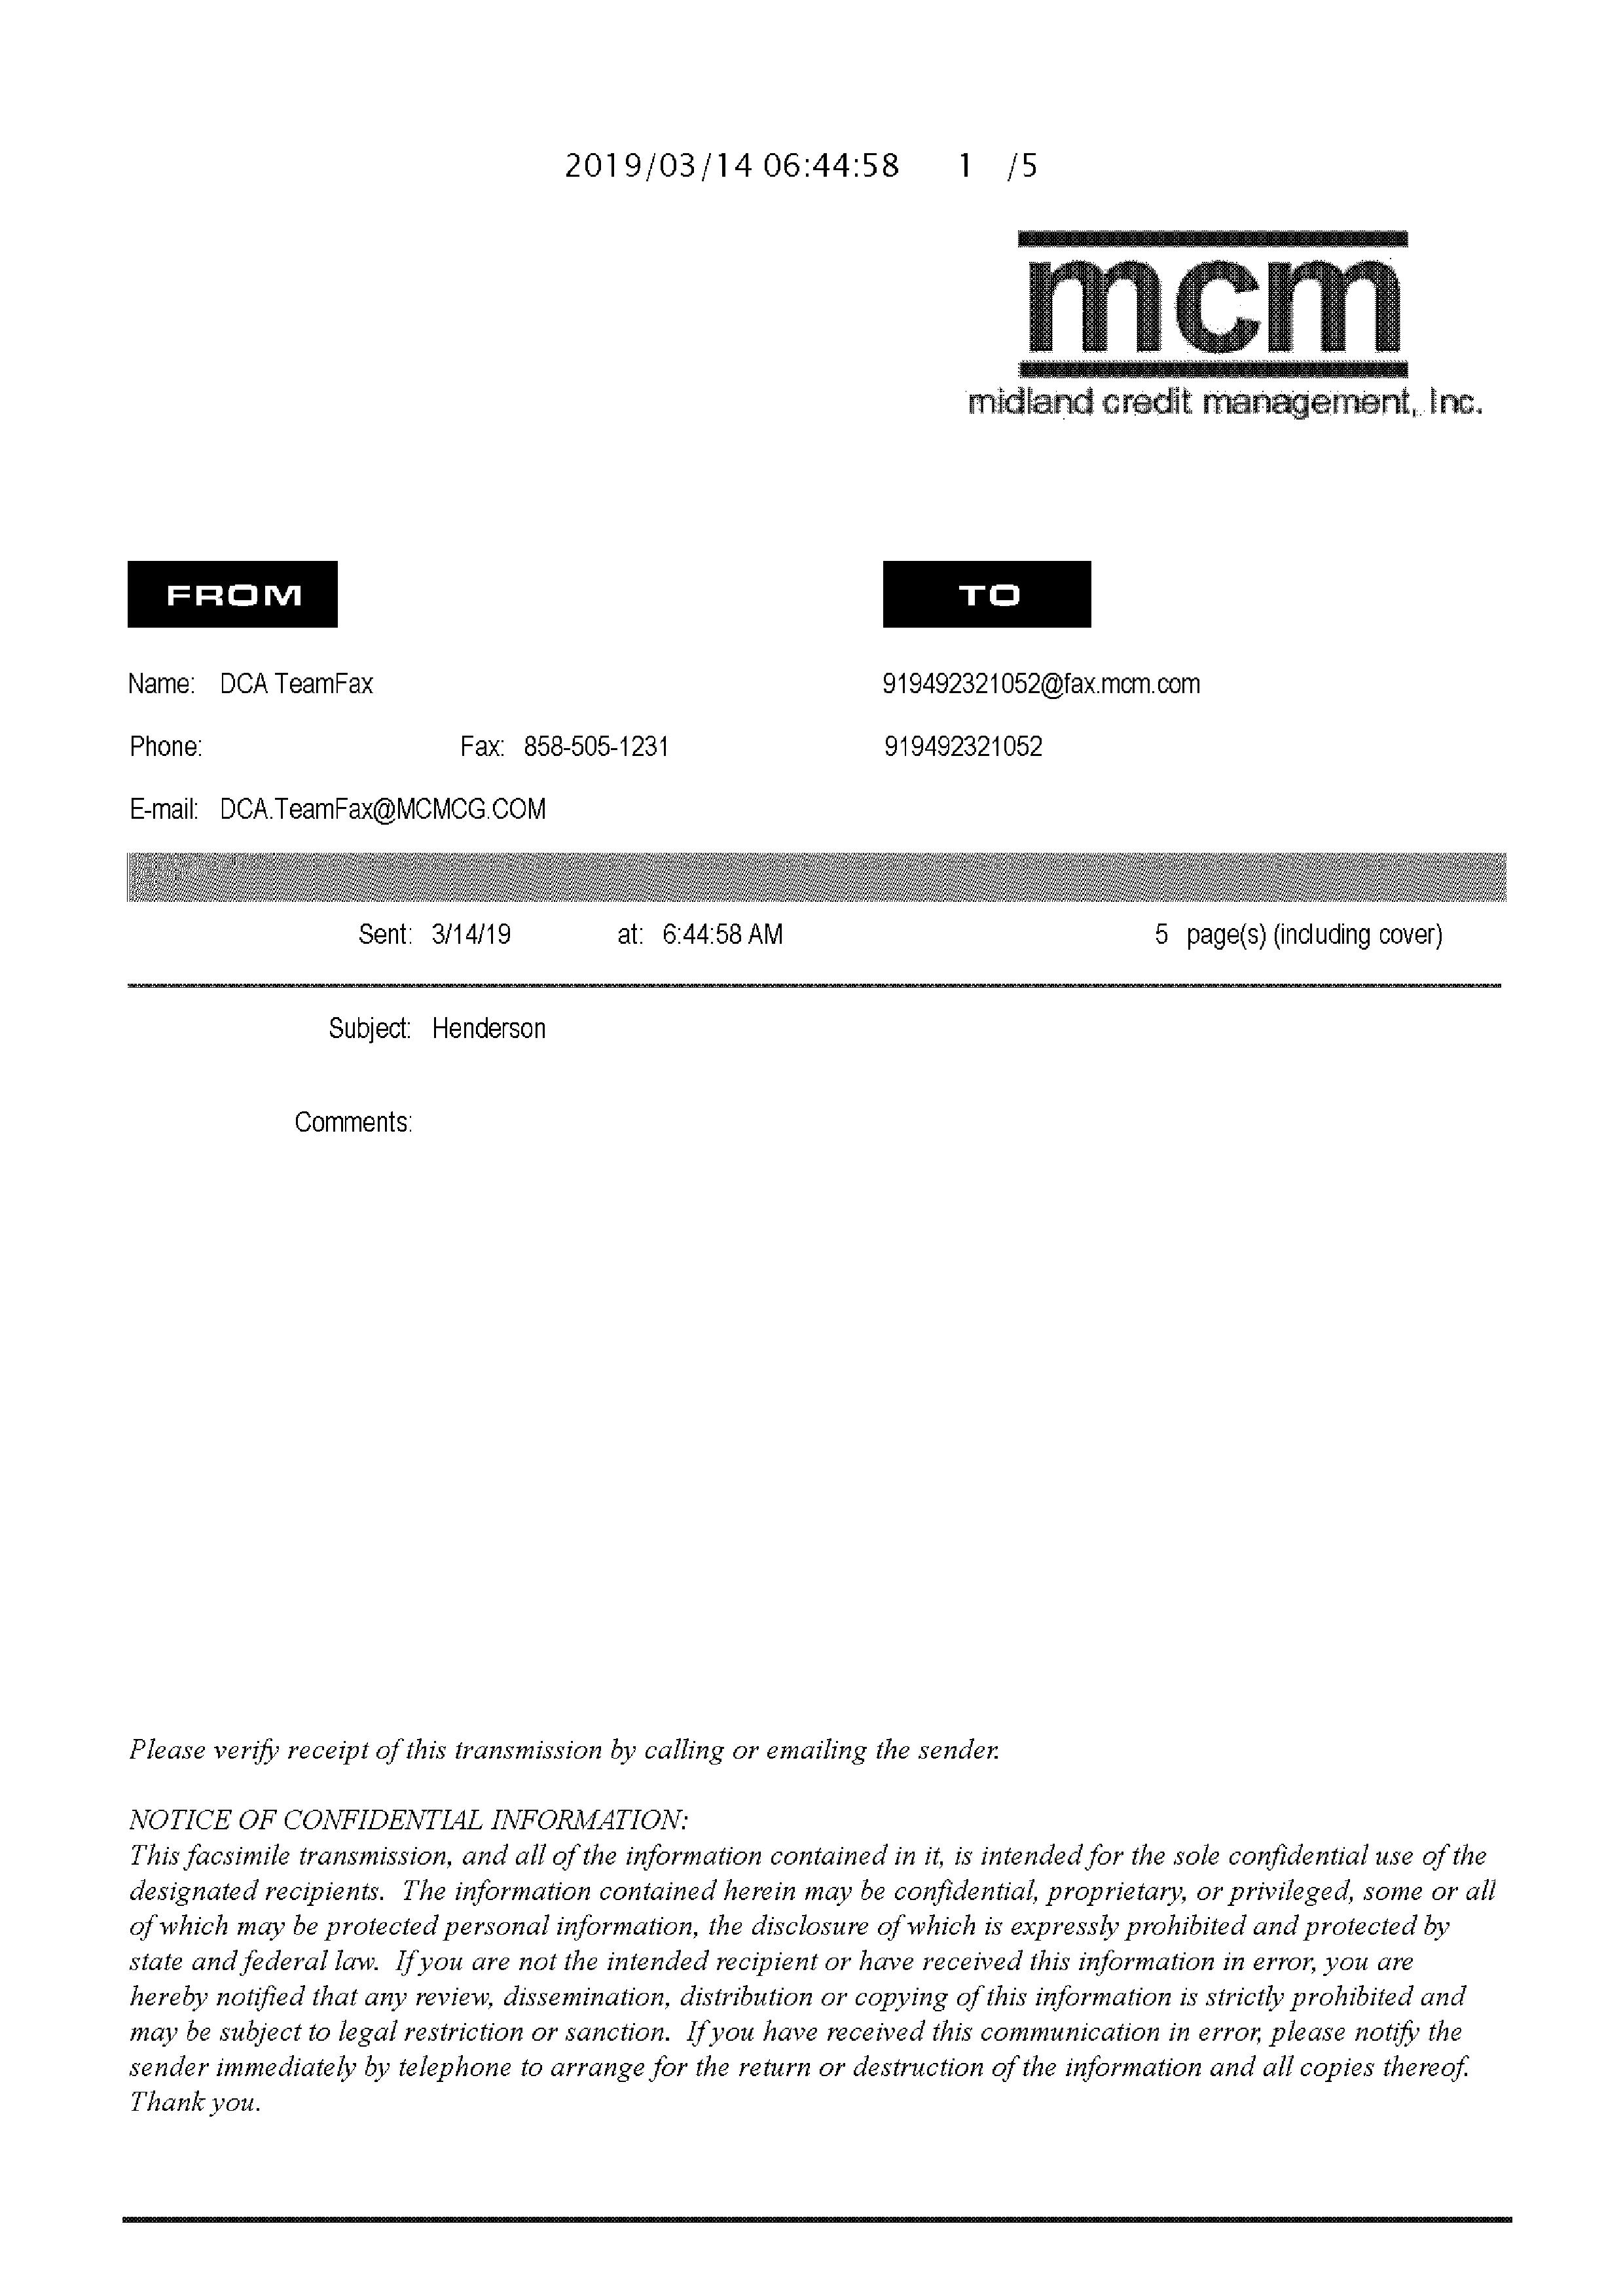 2019/03/14 06:44:58 1 /5
mcm
midland credit management, Inc.
FROM TO
Name: DCA TeamFax 919492321052@fax.mcm.com
Phone: Fax: 858-505-1231 919492321052
E-mail: DCA.TeamFax@MCMCG.COM
Sent: 3/14/19 at: 6:44:58 AM 5 page(s) (including cover)
Subject: Henderson
Comments:
Please verify receipt of this transmission by calling or emailing the sender.
NOTICE OF CONFIDENTIAL INFORMATION:
This facsimile transmission, and all of the information contained in it, is intended for the sole confidential use of the
designated recipients. The information contained herein may be confidential, proprietary, or privileged, some or all
of which may be protected personal information, the disclosure of which is expressly prohibited and protected by
state and federal law. If you are not the intended recipient or have received this information in error, you are
hereby notified that any review, dissemination, distribution or copying of this information is strictly prohibited and
may be subject to legal restriction or sanction. If you have received this communication in error, please notify the
sender immediately by telephone to arrange for the return or destruction of the information and all copies thereof.
Thank you.